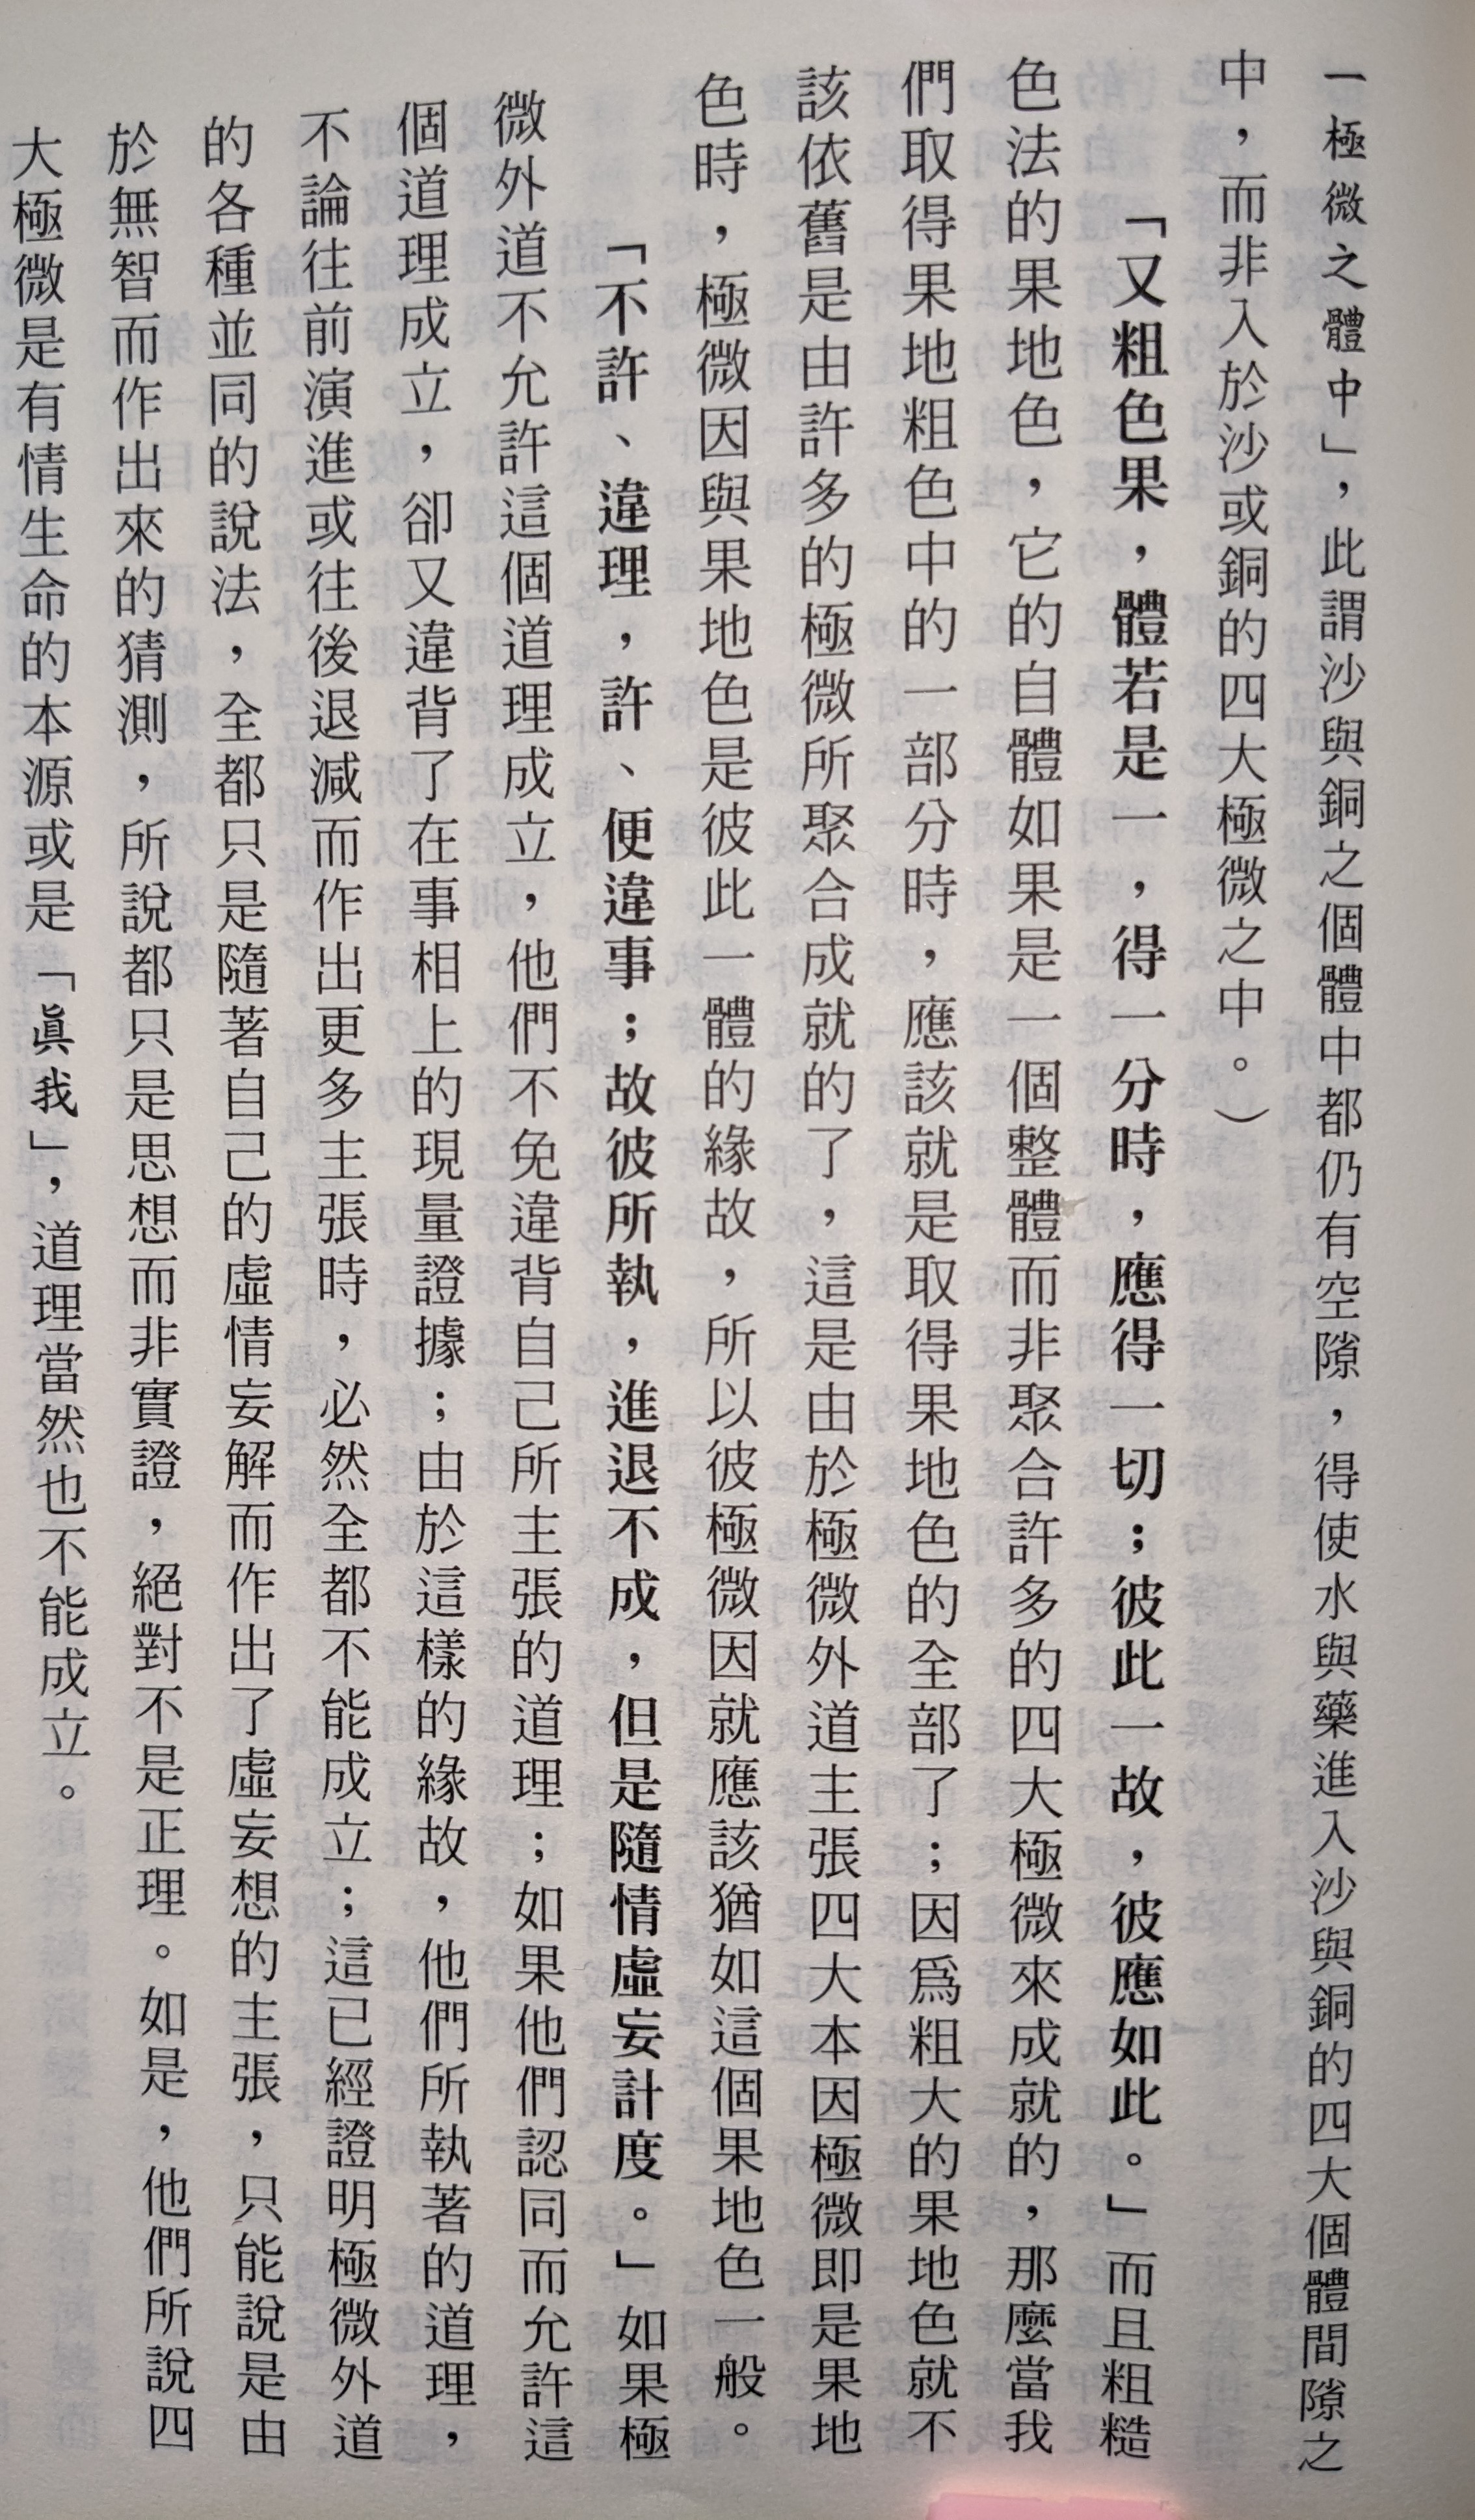 一極微之體中」，此謂沙與銅之個體中都仍有空隙，得使水與藥進入沙與銅的四大個體間隙之
中，而非入於沙或銅的四大極微之中。）
「又粗色果，體若是一，得一分時，應得一切；彼此一故，彼應如此。」而且粗糙
色法的果地色，它的自體如果是一個整體而非聚合許多的四大極微來成就的，那麼當我
們取得果地粗色中的一部分時，應該就是取得果地色的全部了；因爲粗大的果地色就不
該依舊是由許多的極微所聚合成就的了，這是由於極微外道主張四大本因極微即是果地
色時，極微因與果地色是彼此一體的緣故，所以彼極微因就應該猶如這個果地色一般。
「不許、違理，許、便違事；故彼所執，進退不成，但是隨情虛妄計度。」如果極
微外道不允許這個道理成立，他們不免違背自己所主張的道理；如果他們認同而允許這
個道理成立，卻又違背了在事相上的現量證據；由於這樣的緣故，他們所執著的道理，
不論往前演進或往後退減而作出更多主張時，必然全都不能成立；這已經證明極微外道
的各種並同的說法，全都只是隨著自己的虛情妄解而作出了虛妄想的主張，只能說是由
於無智而作出來的猜測，所說都只是思想而非實證，絕對不是正理。如是，他們所說四
大極微是有情生命的本源或是「眞我」，道理當然也不能成立。